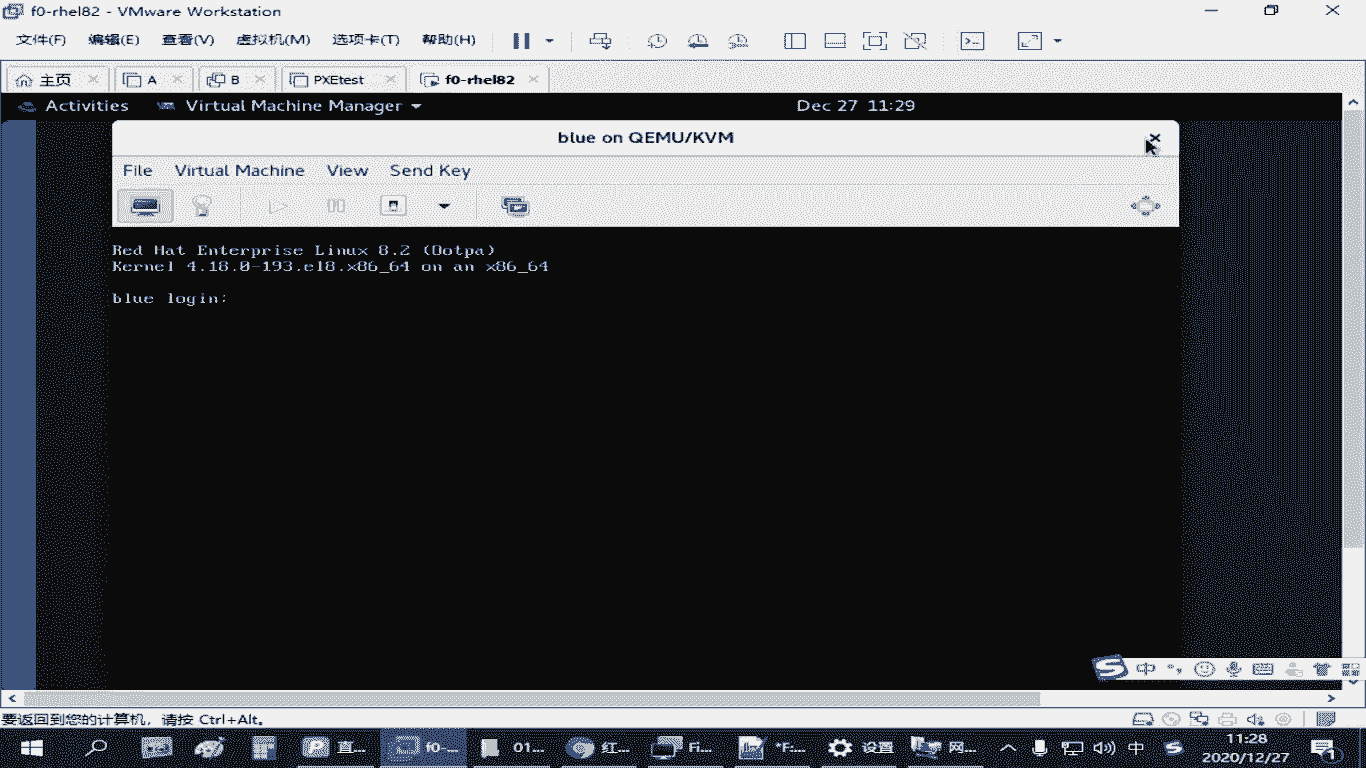 f0-rhel82 - VMware Workstation
文件(F) 编辑(E) 查看(V) 虚拟机(M) 选项卡(T) 帮助(H)
主页 A B PXEtest f0-rhel82
Activities Virtual Machine Manager Dec 27 11:29
blue on QEMU/KVM
File Virtual Machine View Send Key
Red Hat Enterprise Linux 8.2 (Ootpa)
Kernel 4.18.0-193.el8.x86_64 on an x86_64
blue login:
中
要返回到您的计算机，请按 Ctrl+Alt。
直... f0-... 01... 红... Fi... *F:... 设置 网... 中 11:28
2020/12/27